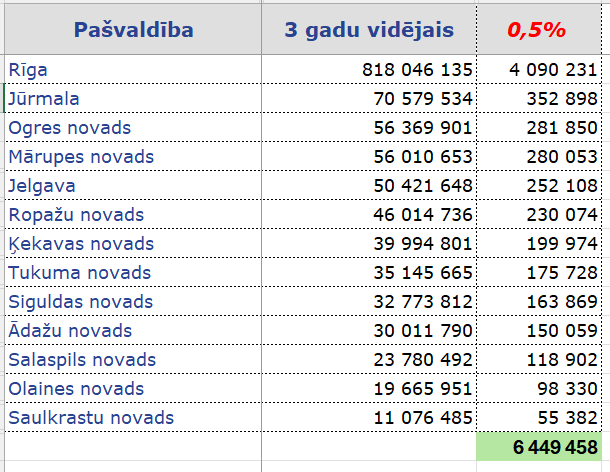 Pašvaldība 3 gadu vidējais 0,5%
Rīga 818 046 135 4 090 231
Jūrmala 70 579 534 352 898
Ogres novads 56 369 901 281 850
Mārupes novads 56 010 653 280 053
Jelgava 50 421 648 252 108
Ropažu novads 46 014 736 230 074
Ķekavas novads 39 994 801 199 974
Tukuma novads 35 145 665 175 728
Siguldas novads 32 773 812 163 869
Ādažu novads 30 011 790 150 059
Salaspils novads 23 780 492 118 902
Olaines novads 19 665 951 98 330
Saulkrastu novads 11 076 485 55 382
6 449 458